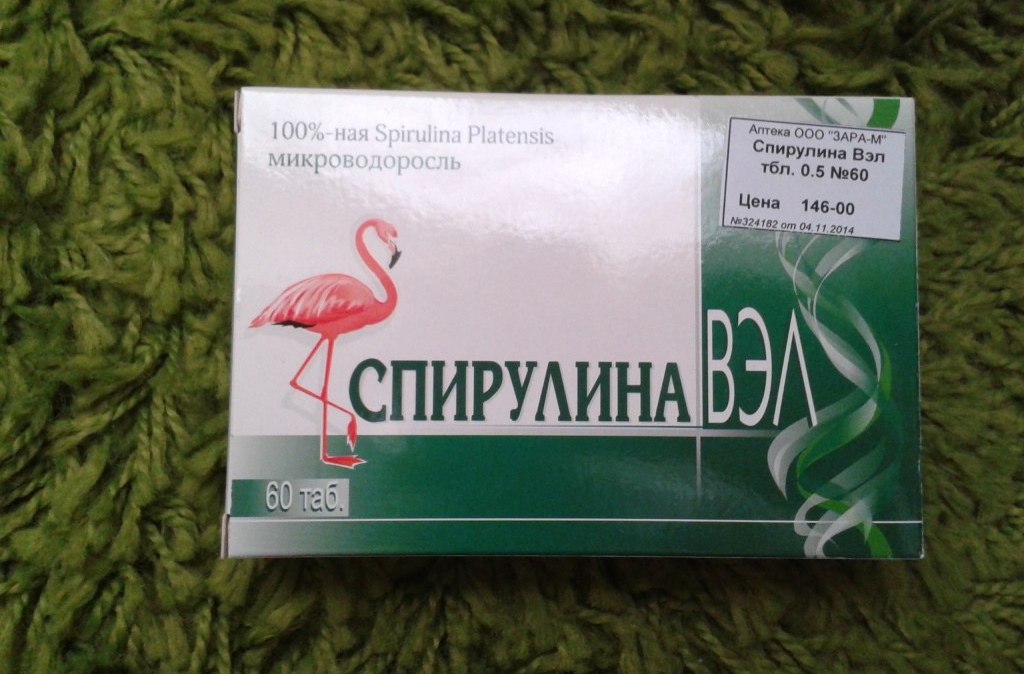 100%-ная Spirulina Platensis
микроводоросль
Аптека ООО "ЗАРА-М"
Спирулина Вэл
тбл. 0.5 №60
Цена 146-00
№324182 от 04.11.2014
СПИРУЛИНА ВЭЛ
60 таб.